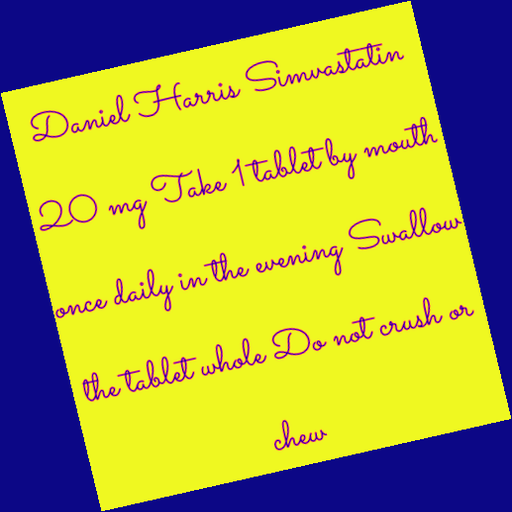 Daniel Harris Simvastatin
20 mg Take 1 tablet by mouth
once daily in the evening Swallow
the tablet whole Do not crush or
chew